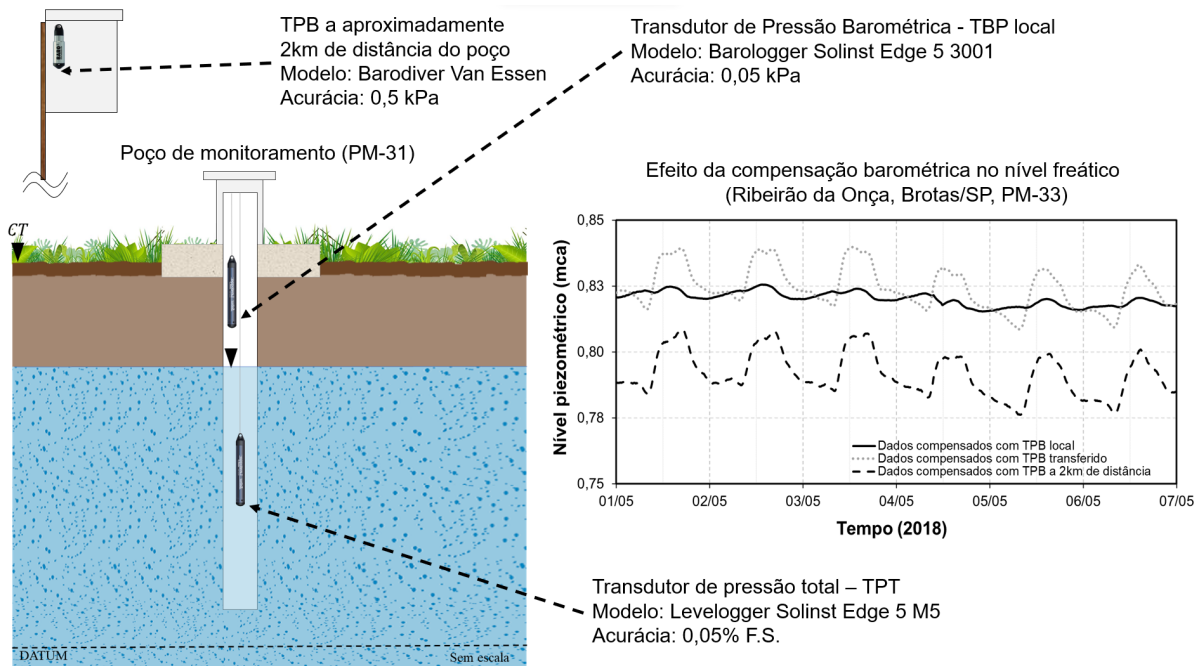 TPB a aproximadamente
2km de distância do poço
Modelo: Barodiver Van Essen
Acurácia: 0,5 kPa
Transdutor de Pressão Barométrica - TBP local
Modelo: Barologger Solinst Edge 5 3001
Acurácia: 0,05 kPa
Poço de monitoramento (PM-31)
CT
DATUM
Sem escala
Efeito da compensação barométrica no nível freático
(Ribeirão da Onça, Brotas/SP, PM-33)
Nível piezométrico (mca)
0,85
0,83
0,80
0,78
0,75
Dados compensados com TPB local
Dados compensados com TPB transferido
Dados compensados com TPB a 2km de distância
01/05 02/05 03/05 04/05 05/05 06/05 07/05
Tempo (2018)
Transdutor de pressão total – TPT
Modelo: Levelogger Solinst Edge 5 M5
Acurácia: 0,05% F.S.